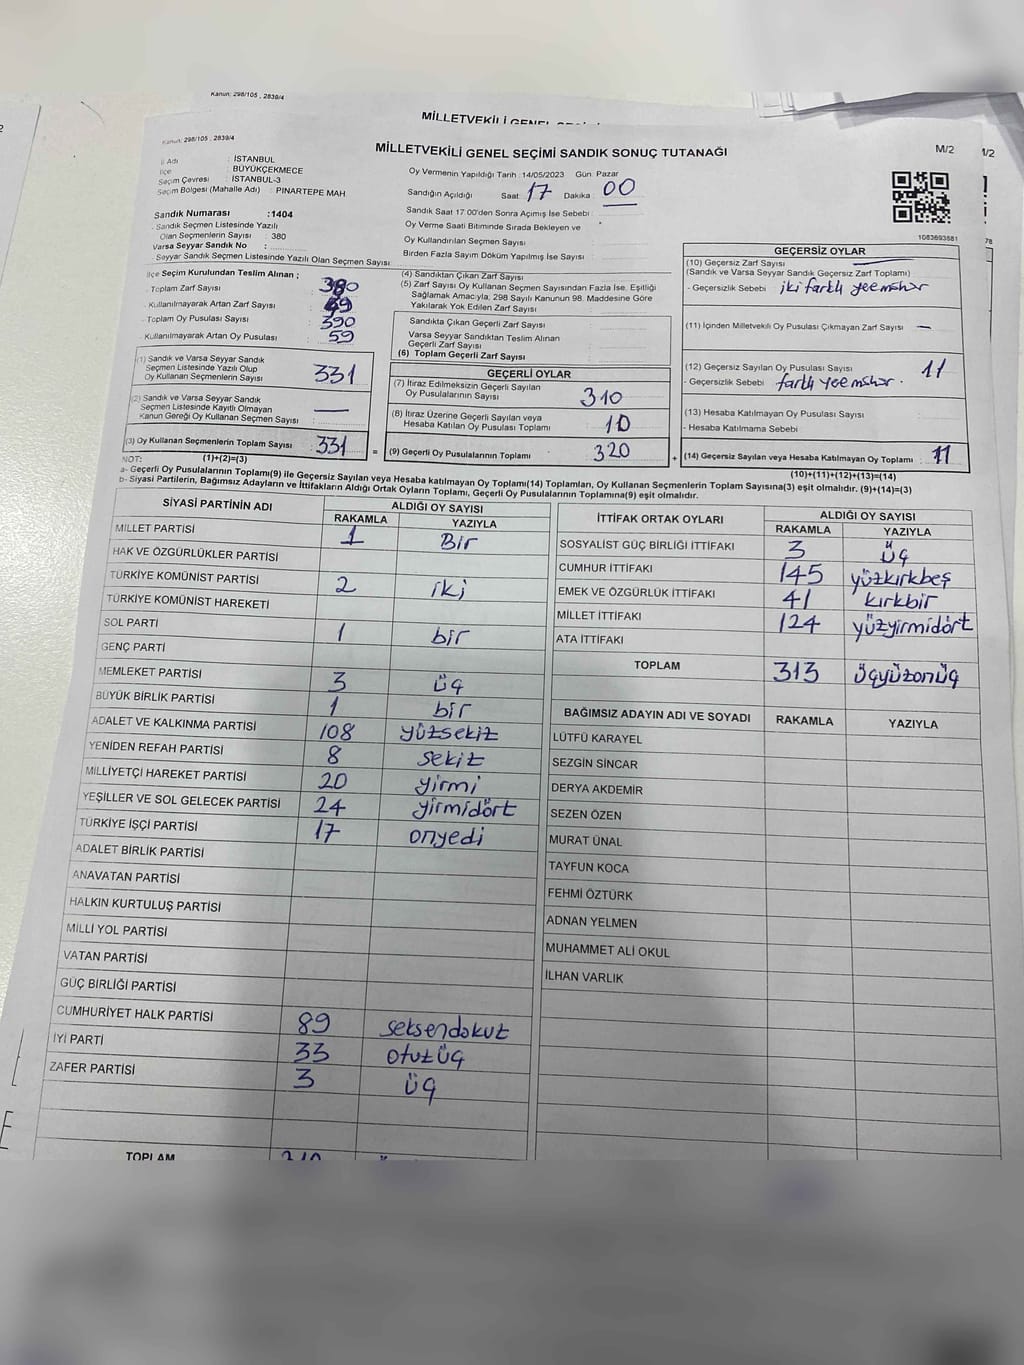 Kanun: 298/105 , 2839/4
MİLLETVEKİLİ GENEL
Kanun: 298/105 , 2839/4
MİLLETVEKİLİ GENEL SEÇİMİ SANDIK SONUÇ TUTANAĞI
M/2
M/2
İl Adı : İSTANBUL
İlçe : BÜYÜKÇEKMECE
Seçim Çevresi : İSTANBUL-3
Seçim Bölgesi (Mahalle Adı) : PINARTEPE MAH.
Oy Vermenin Yapıldığı Tarih : 14/05/2023 Gün Pazar
Sandığın Açıldığı Saat : 17 Dakika : 00
Sandık Saat 17.00'den Sonra Açımış İse Sebebi :
Oy Verme Saati Bitiminde Sırada Bekleyen ve
Oy Kullandırılan Seçmen Sayısı :
Birden Fazla Sayım Döküm Yapılmış İse Sayısı :
1083693681
Sandık Numarası : 1404
Sandık Seçmen Listesinde Yazılı
Olan Seçmenlerin Sayısı : 380
Varsa Seyyar Sandık No :
Seyyar Sandık Seçmen Listesinde Yazılı Olan Seçmen Sayısı :
İlçe Seçim Kurulundan Teslim Alınan ;
Toplam Zarf Sayısı :
Kullanılmayarak Artan Zarf Sayısı :
Toplam Oy Pusulası Sayısı : 390
Kullanılmayarak Artan Oy Pusulası : 59
(1) Sandık ve Varsa Seyyar Sandık
Seçmen Listesinde Yazılı Olup
Oy Kullanan Seçmenlerin Sayısı : 331
(2) Sandık ve Varsa Seyyar Sandık
Seçmen Listesinde Kayıtlı Olmayan
Kanun Gereği Oy Kullanan Seçmen Sayısı : —
(3) Oy Kullanan Seçmenlerin Toplam Sayısı : 331
NOT: (1)+(2)=(3)
(4) Sandıktan Çıkan Zarf Sayısı :
(5) Zarf Sayısı Oy Kullanan Seçmen Sayısından Fazla İse, Eşitliği
Sağlamak Amacıyla, 298 Sayılı Kanunun 98. Maddesine Göre
Yakılarak Yok Edilen Zarf Sayısı :
Sandıkta Çıkan Geçerli Zarf Sayısı :
Varsa Seyyar Sandıktan Teslim Alınan
Geçerli Zarf Sayısı :
(6) Toplam Geçerli Zarf Sayısı :
GEÇERLİ OYLAR
(7) İtiraz Edilmeksizin Geçerli Sayılan
Oy Pusulalarının Sayısı : 310
(8) İtiraz Üzerine Geçerli Sayılan veya
Hesaba Katılan Oy Pusulası Toplamı : 10
= (9) Geçerli Oy Pusulalarının Toplamı : 320
GEÇERSİZ OYLAR
(10) Geçersiz Zarf Sayısı :
(Sandık ve Varsa Seyyar Sandık Geçersiz Zarf Toplamı)
- Geçersizlik Sebebi : iki farklı
(11) İçinden Milletvekili Oy Pusulası Çıkmayan Zarf Sayısı : —
(12) Geçersiz Sayılan Oy Pusulası Sayısı : 11
- Geçersizlik Sebebi : farklı
(13) Hesaba Katılmayan Oy Pusulası Sayısı :
- Hesaba Katılmama Sebebi :
+ (14) Geçersiz Sayılan veya Hesaba Katılmayan Oy Toplamı : 11
(10)+(11)+(12)+(13)=(14)
a- Geçerli Oy Pusulalarının Toplamı(9) ile Geçersiz Sayılan veya Hesaba katılmayan Oy Toplamı(14) Toplamları, Oy Kullanan Seçmenlerin Toplam Sayısına(3) eşit olmalıdır. (9)+(14)=(3)
b- Siyasi Partilerin, Bağımsız Adayların ve İttifakların Aldığı Ortak Oyların Toplamı, Geçerli Oy Pusulalarının Toplamına(9) eşit olmalıdır.
SİYASİ PARTİNİN ADI ALDIĞI OY SAYISI
RAKAMLA YAZIYLA
MİLLET PARTİSİ 1 Bir
HAK VE ÖZGÜRLÜKLER PARTİSİ
TÜRKİYE KOMÜNİST PARTİSİ 2 iki
TÜRKİYE KOMÜNİST HAREKETİ
SOL PARTİ 1 bir
GENÇ PARTİ
MEMLEKET PARTİSİ 3 üç
BÜYÜK BİRLİK PARTİSİ 1 bir
ADALET VE KALKINMA PARTİSİ 108 yüzsekiz
YENİDEN REFAH PARTİSİ 8 sekiz
MİLLİYETÇİ HAREKET PARTİSİ 20 yirmi
YEŞİLLER VE SOL GELECEK PARTİSİ 24 yirmidört
TÜRKİYE İŞÇİ PARTİSİ 17 onyedi
ADALET BİRLİK PARTİSİ
ANAVATAN PARTİSİ
HALKIN KURTULUŞ PARTİSİ
MİLLİ YOL PARTİSİ
VATAN PARTİSİ
GÜÇ BİRLİĞİ PARTİSİ
CUMHURİYET HALK PARTİSİ 89 seksendokuz
İYİ PARTİ 33 otuzüç
ZAFER PARTİSİ 3 üç
TOPLAM
İTTİFAK ORTAK OYLARI ALDIĞI OY SAYISI
RAKAMLA YAZIYLA
SOSYALİST GÜÇ BİRLİĞİ İTTİFAKI 3 üç
CUMHUR İTTİFAKI 145 yüzkırkbeş
EMEK VE ÖZGÜRLÜK İTTİFAKI 41 kırkbir
MİLLET İTTİFAKI 124 yüzyirmidört
ATA İTTİFAKI
TOPLAM 313 üçyüzonüç
BAĞIMSIZ ADAYIN ADI VE SOYADI RAKAMLA YAZIYLA
LÜTFÜ KARAYEL
SEZGİN SİNCAR
DERYA AKDEMİR
SEZEN ÖZEN
MURAT ÜNAL
TAYFUN KOCA
FEHMİ ÖZTÜRK
ADNAN YELMEN
MUHAMMET ALİ OKUL
İLHAN VARLIK